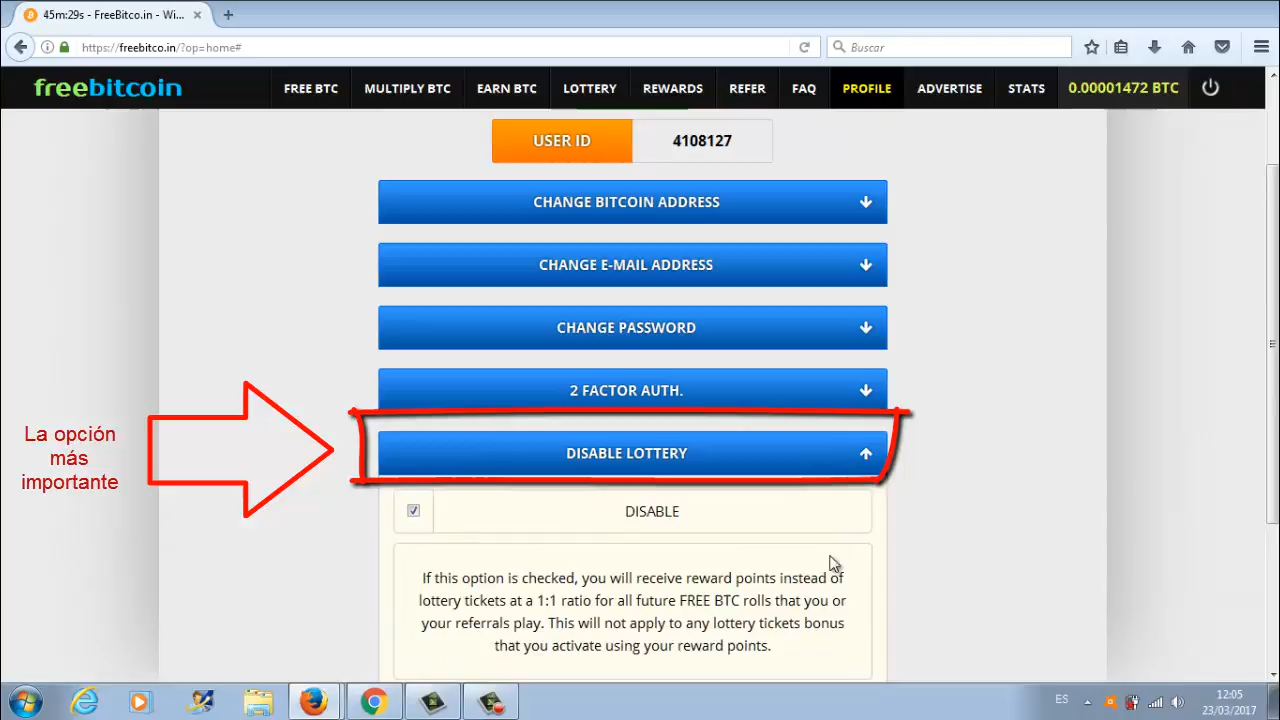 45m:29s - FreeBitco.in - Wi...
https://freebitco.in/?op=home#
Buscar
freebitcoin
FREE BTC
MULTIPLY BTC
EARN BTC
LOTTERY
REWARDS
REFER
FAQ
PROFILE
ADVERTISE
STATS
0.00001472 BTC
USER ID
4108127
CHANGE BITCOIN ADDRESS
CHANGE E-MAIL ADDRESS
CHANGE PASSWORD
2 FACTOR AUTH.
La opción
más
importante
DISABLE LOTTERY
DISABLE
If this option is checked, you will receive reward points instead of
lottery tickets at a 1:1 ratio for all future FREE BTC rolls that you or
your referrals play. This will not apply to any lottery tickets bonus
that you activate using your reward points.
ES
12:05
23/03/2017